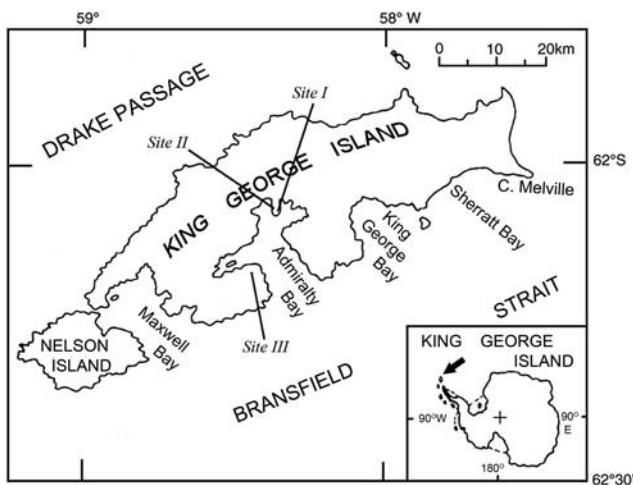 59°
58° W
0 10 20km
DRAKE PASSAGE
Site I
Site II
KING GEORGE ISLAND
62°S
C. Melville
Sherratt Bay
King
George
Bay
Admiralty
Bay
Maxwell
Bay
Site III
NELSON
ISLAND
BRANSFIELD STRAIT
KING GEORGE
ISLAND
90°W
90°
E
180°
62°30'